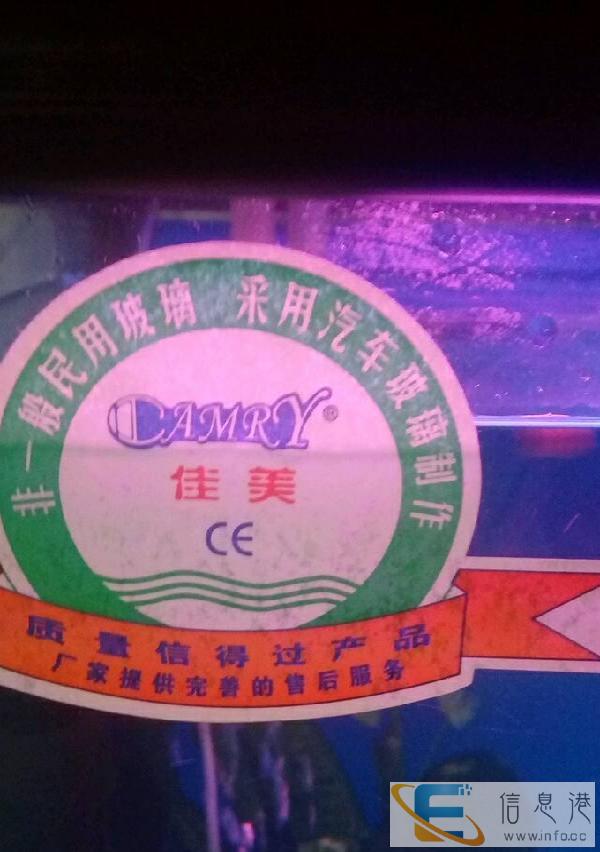 非一般民用玻璃 采用汽车玻璃制作
CAMRY®
佳美
CE
质量信得过产品
厂家提供完善的售后服务
E 信息港
www.info.cc